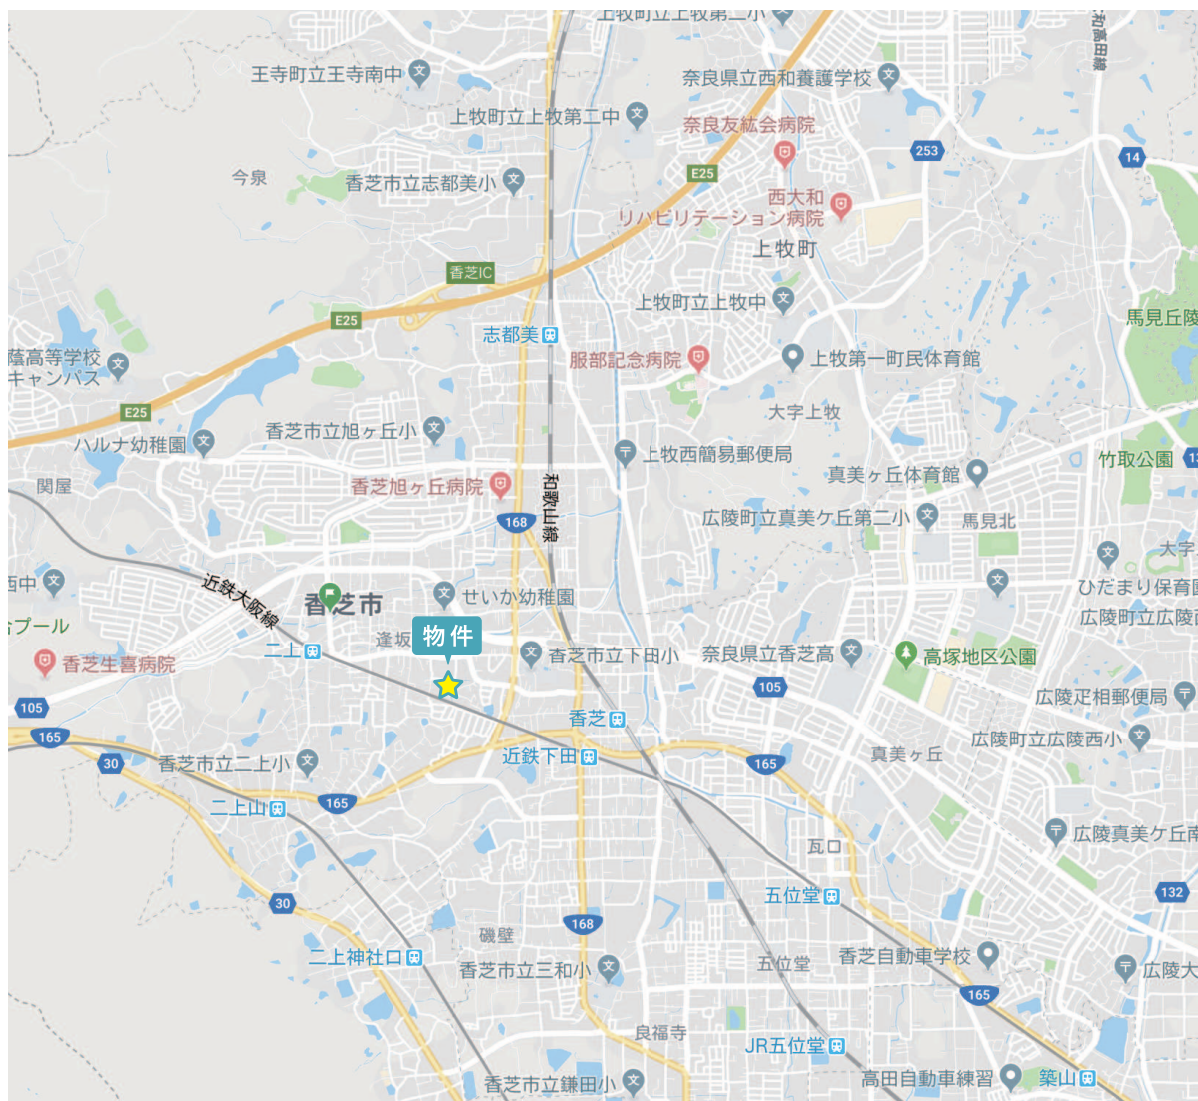 上牧町立上牧第二小
和高田線
王寺町立王寺南中
奈良県立西和養護学校
上牧町立上牧第二中
奈良友紘会病院
253
14
今泉
香芝市立志都美小
E25
西大和
リハビリテーション病院
上牧町
香芝IC
上牧町立上牧中
E25
志都美
馬見丘陵
蔭高等学校
キャンパス
服部記念病院
上牧第一町民体育館
E25
大字上牧
ハルナ幼稚園
香芝市立旭ヶ丘小
上牧西簡易郵便局
竹取公園
真美ヶ丘体育館
関屋
香芝旭ヶ丘病院
和歌山線
168
広陵町立真美ケ丘第二小
馬見北
大字
西中
近鉄大阪線
香芝市
せいか幼稚園
ひだまり保育園
広陵町立広陵西
プール
逢坂
物件
二上
香芝市立下田小
奈良県立香芝高
高塚地区公園
香芝生喜病院
105
105
広陵疋相郵便局
香芝
165
広陵町立広陵西小
近鉄下田
真美ヶ丘
30
香芝市立二上小
165
二上山
165
広陵真美ケ丘南
瓦口
五位堂
132
30
168
磯壁
二上神社口
香芝市立三和小
五位堂
香芝自動車学校
広陵大
165
良福寺
JR五位堂
香芝市立鎌田小
高田自動車練習
築山